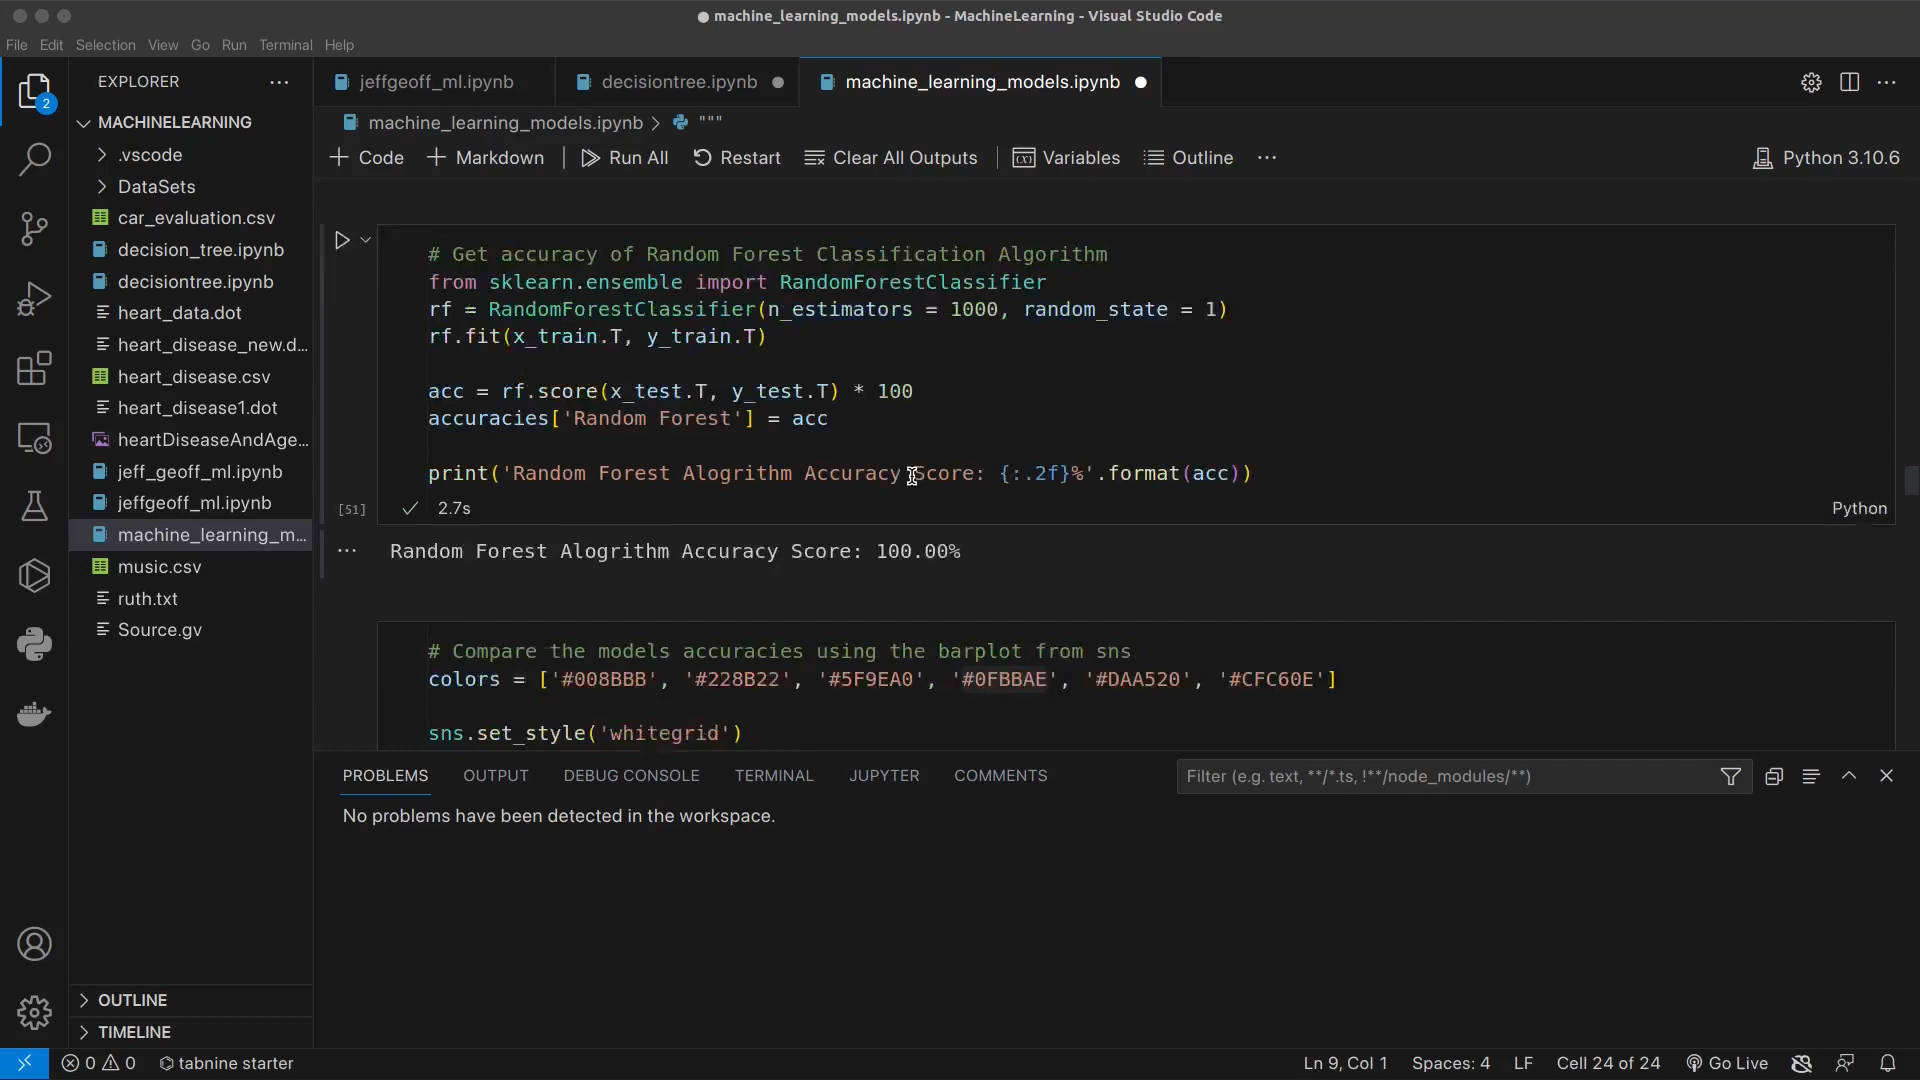 machine_learning_models.ipynb - MachineLearning - Visual Studio Code
File Edit Selection View Go Run Terminal Help
EXPLORER
jeffgeoff_ml.ipynb
decisiontree.ipynb
machine_learning_models.ipynb
2
MACHINELEARNING
machine_learning_models.ipynb > """
.vscode
+ Code + Markdown Run All Restart Clear All Outputs Variables Outline ... Python 3.10.6
DataSets
car_evaluation.csv
decision_tree.ipynb
decisiontree.ipynb
heart_data.dot
heart_disease_new.d...
heart_disease.csv
heart_disease1.dot
heartDiseaseAndAge...
jeff_geoff_ml.ipynb
jeffgeoff_ml.ipynb
machine_learning_m...
music.csv
ruth.txt
Source.gv
OUTLINE
TIMELINE
# Get accuracy of Random Forest Classification Algorithm
from sklearn.ensemble import RandomForestClassifier
rf = RandomForestClassifier(n_estimators = 1000, random_state = 1)
rf.fit(x_train.T, y_train.T)
acc = rf.score(x_test.T, y_test.T) * 100
accuracies['Random Forest'] = acc
print('Random Forest Alogrithm Accuracy Score: {:.2f}%'.format(acc))
[51] 2.7s Python
Random Forest Alogrithm Accuracy Score: 100.00%
# Compare the models accuracies using the barplot from sns
colors = ['#008BBB', '#228B22', '#5F9EA0', '#0FBBAE', '#DAA520', '#CFC60E']
sns.set_style('whitegrid')
PROBLEMS OUTPUT DEBUG CONSOLE TERMINAL JUPYTER COMMENTS
Filter (e.g. text, **/*.ts, !**/node_modules/**)
No problems have been detected in the workspace.
0 0 tabnine starter
Ln 9, Col 1 Spaces: 4 LF Cell 24 of 24 Go Live